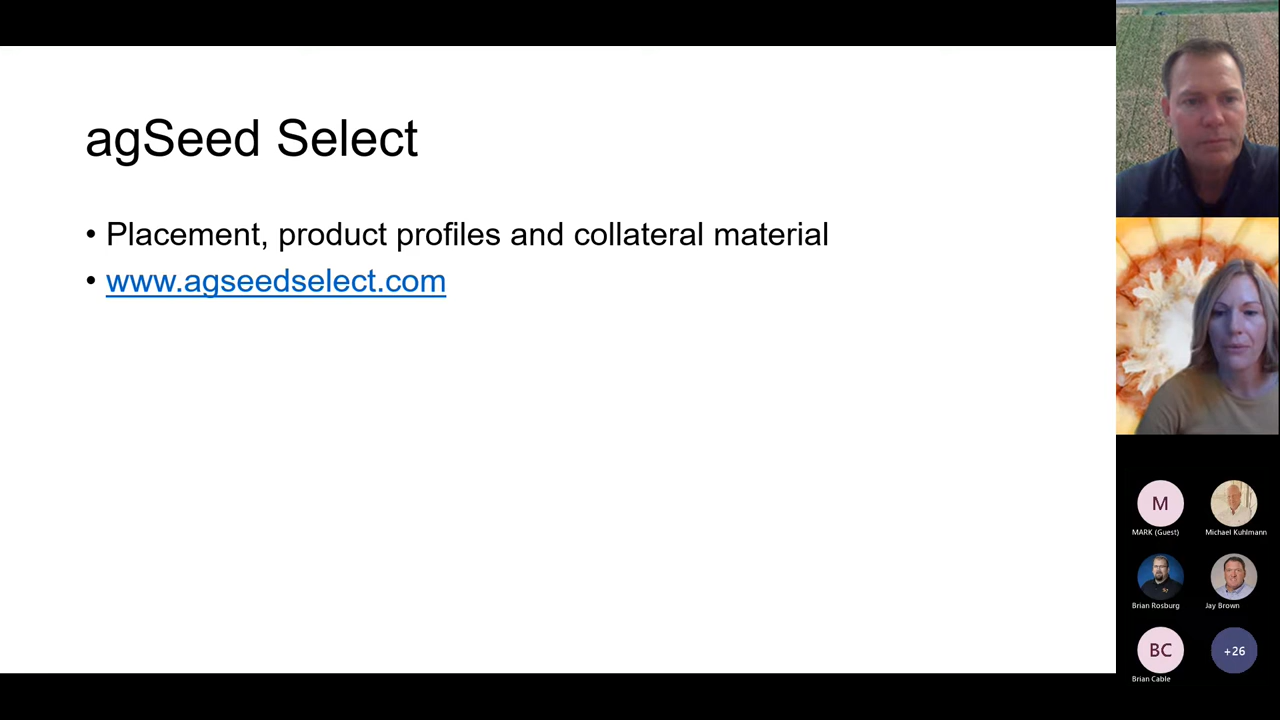 agSeed Select
• Placement, product profiles and collateral material
• www.agseedselect.com
M
MARK (Guest)
Michael Kuhlmann
Brian Rosburg
Jay Brown
BC
+26
Brian Cable